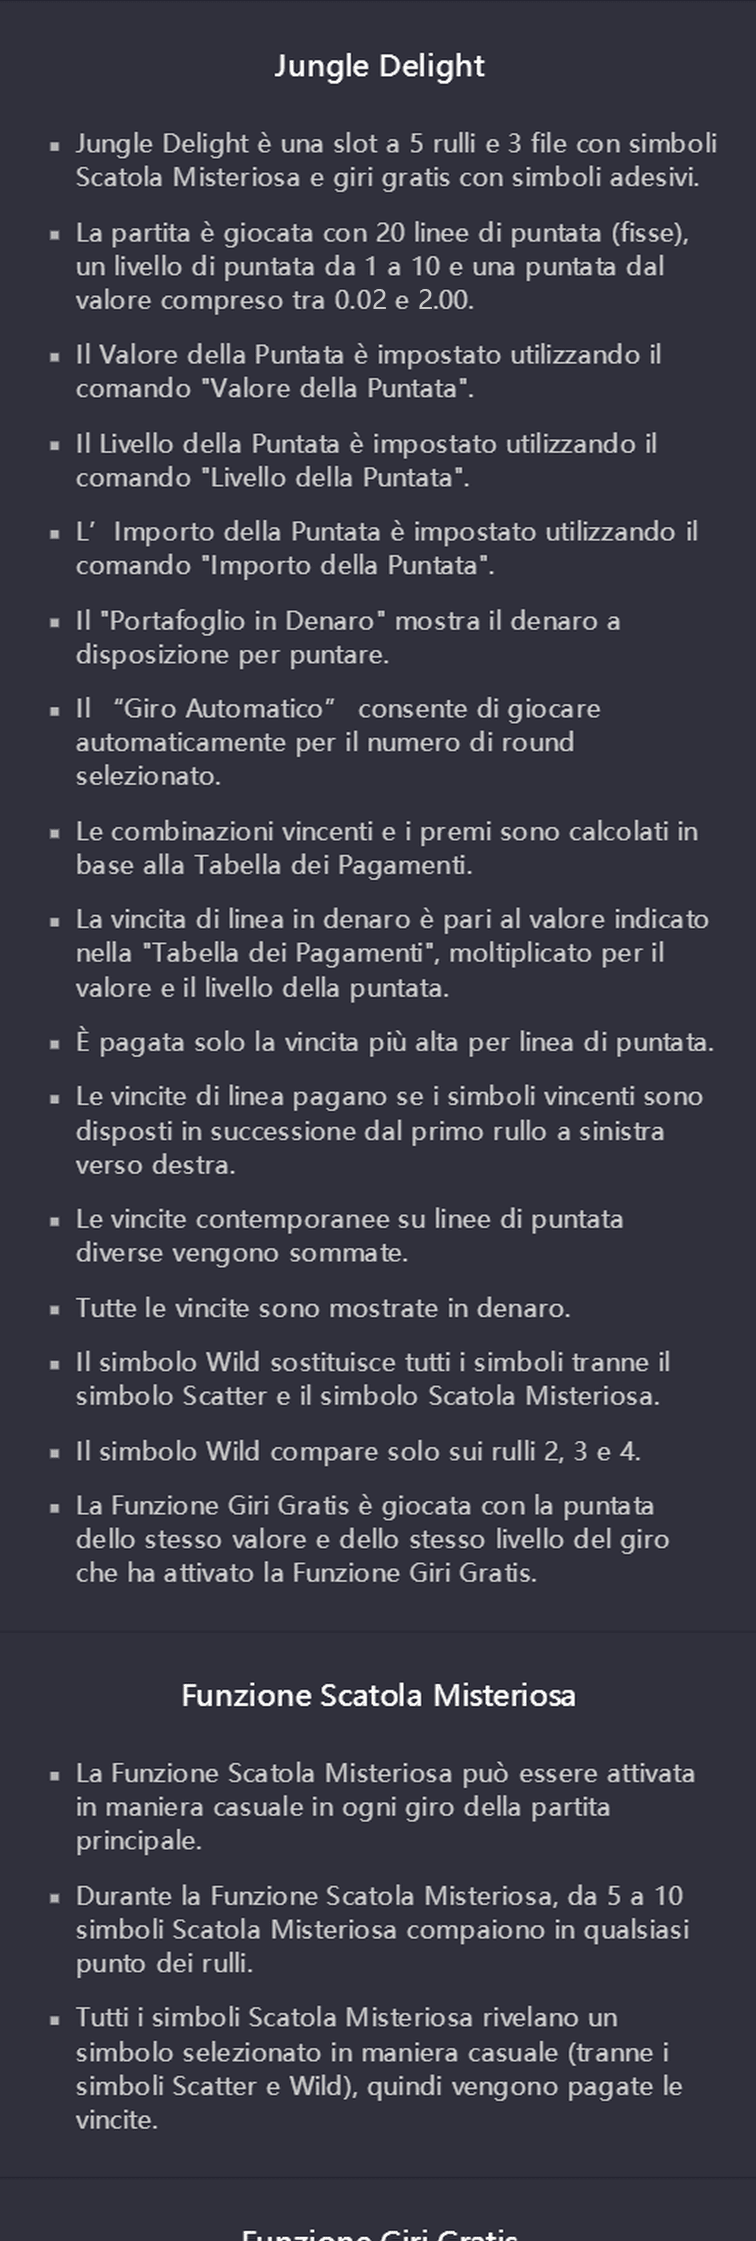 Jungle Delight
▪ Jungle Delight è una slot a 5 rulli e 3 file con simboli
Scatola Misteriosa e giri gratis con simboli adesivi.
▪ La partita è giocata con 20 linee di puntata (fisse),
un livello di puntata da 1 a 10 e una puntata dal
valore compreso tra 0.02 e 2.00.
▪ Il Valore della Puntata è impostato utilizzando il
comando "Valore della Puntata".
▪ Il Livello della Puntata è impostato utilizzando il
comando "Livello della Puntata".
▪ L’ Importo della Puntata è impostato utilizzando il
comando "Importo della Puntata".
▪ Il "Portafoglio in Denaro" mostra il denaro a
disposizione per puntare.
▪ Il “Giro Automatico” consente di giocare
automaticamente per il numero di round
selezionato.
▪ Le combinazioni vincenti e i premi sono calcolati in
base alla Tabella dei Pagamenti.
▪ La vincita di linea in denaro è pari al valore indicato
nella "Tabella dei Pagamenti", moltiplicato per il
valore e il livello della puntata.
▪ È pagata solo la vincita più alta per linea di puntata.
▪ Le vincite di linea pagano se i simboli vincenti sono
disposti in successione dal primo rullo a sinistra
verso destra.
▪ Le vincite contemporanee su linee di puntata
diverse vengono sommate.
▪ Tutte le vincite sono mostrate in denaro.
▪ Il simbolo Wild sostituisce tutti i simboli tranne il
simbolo Scatter e il simbolo Scatola Misteriosa.
▪ Il simbolo Wild compare solo sui rulli 2, 3 e 4.
▪ La Funzione Giri Gratis è giocata con la puntata
dello stesso valore e dello stesso livello del giro
che ha attivato la Funzione Giri Gratis.
Funzione Scatola Misteriosa
▪ La Funzione Scatola Misteriosa può essere attivata
in maniera casuale in ogni giro della partita
principale.
▪ Durante la Funzione Scatola Misteriosa, da 5 a 10
simboli Scatola Misteriosa compaiono in qualsiasi
punto dei rulli.
▪ Tutti i simboli Scatola Misteriosa rivelano un
simbolo selezionato in maniera casuale (tranne i
simboli Scatter e Wild), quindi vengono pagate le
vincite.
Funzione Giri Gratis